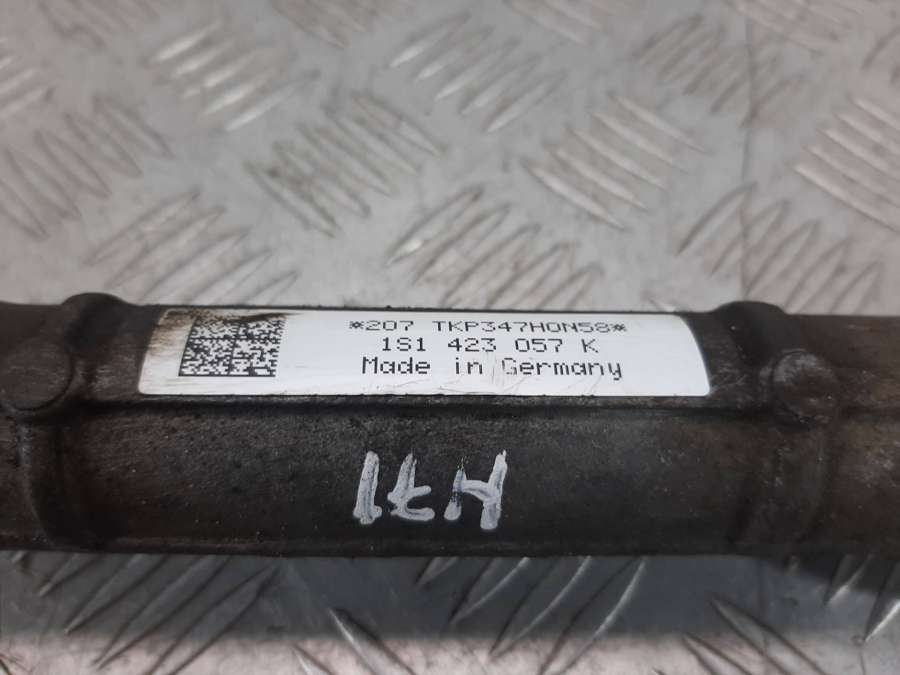 *207 TKP347H0N58*
1S1 423 057 K
Made in Germany
H71